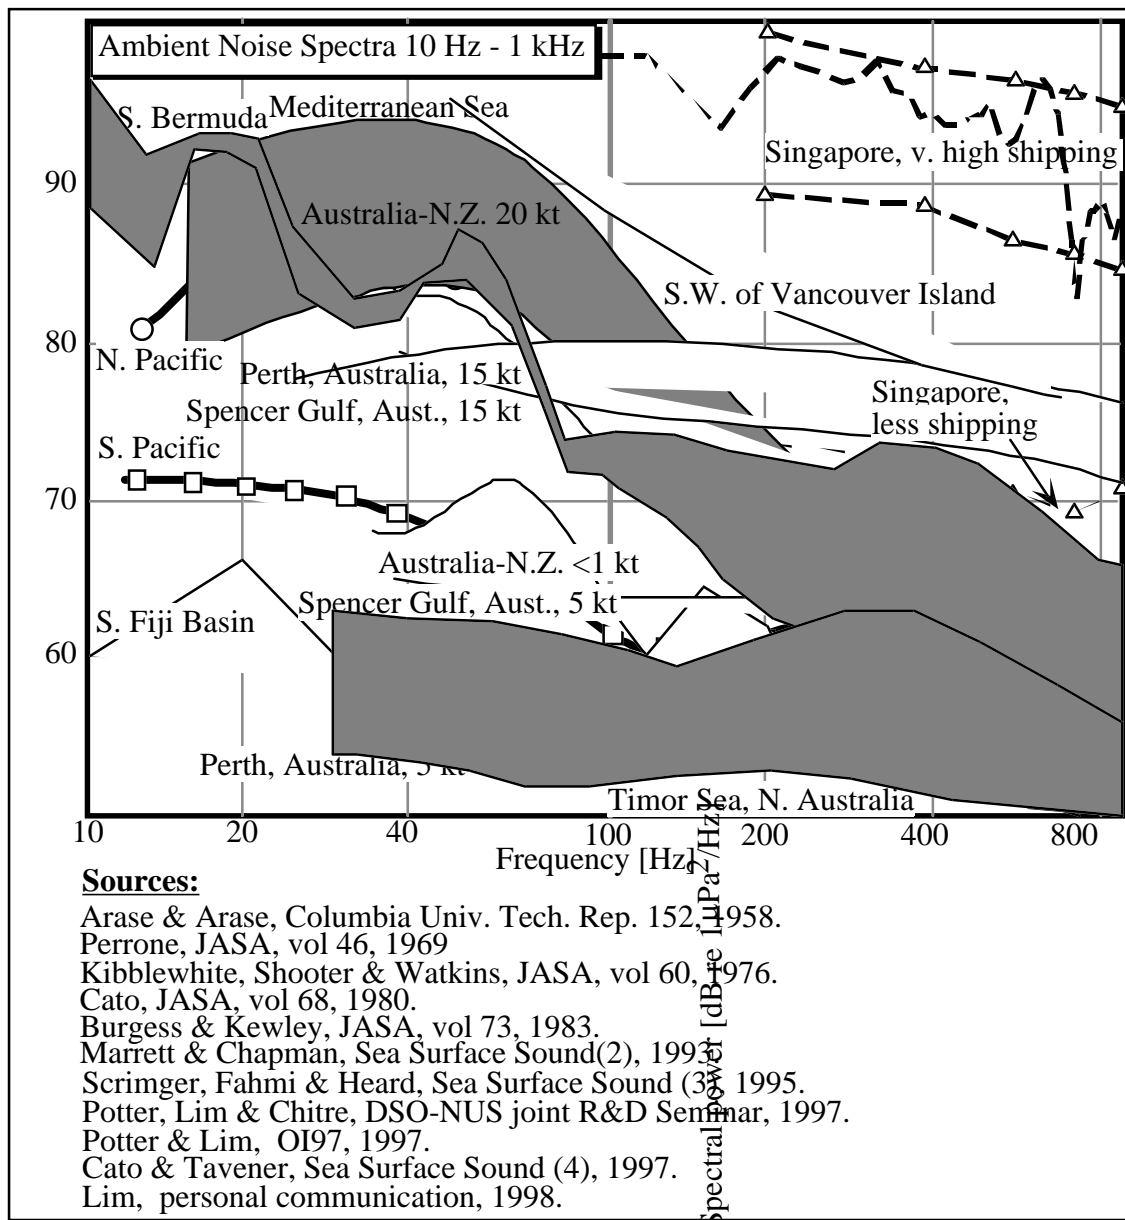 Ambient Noise Spectra 10 Hz - 1 kHz
S. Bermuda
Mediterranean Sea
Singapore, v. high shipping
90
Australia-N.Z. 20 kt
S.W. of Vancouver Island
80
N. Pacific
Perth, Australia, 15 kt
Singapore,
less shipping
Spencer Gulf, Aust., 15 kt
S. Pacific
70
Australia-N.Z. <1 kt
Spencer Gulf, Aust., 5 kt
S. Fiji Basin
60
Perth, Australia, 5 kt
Timor Sea, N. Australia
10 20 40 100 200 400 800
Frequency [Hz]
Spectral power [dB re 1 µPa²/Hz]
Sources:
Arase & Arase, Columbia Univ. Tech. Rep. 152, 1958.
Perrone, JASA, vol 46, 1969
Kibblewhite, Shooter & Watkins, JASA, vol 60, 1976.
Cato, JASA, vol 68, 1980.
Burgess & Kewley, JASA, vol 73, 1983.
Marrett & Chapman, Sea Surface Sound(2), 1993.
Scrimger, Fahmi & Heard, Sea Surface Sound (3), 1995.
Potter, Lim & Chitre, DSO-NUS joint R&D Seminar, 1997.
Potter & Lim, OI97, 1997.
Cato & Tavener, Sea Surface Sound (4), 1997.
Lim, personal communication, 1998.